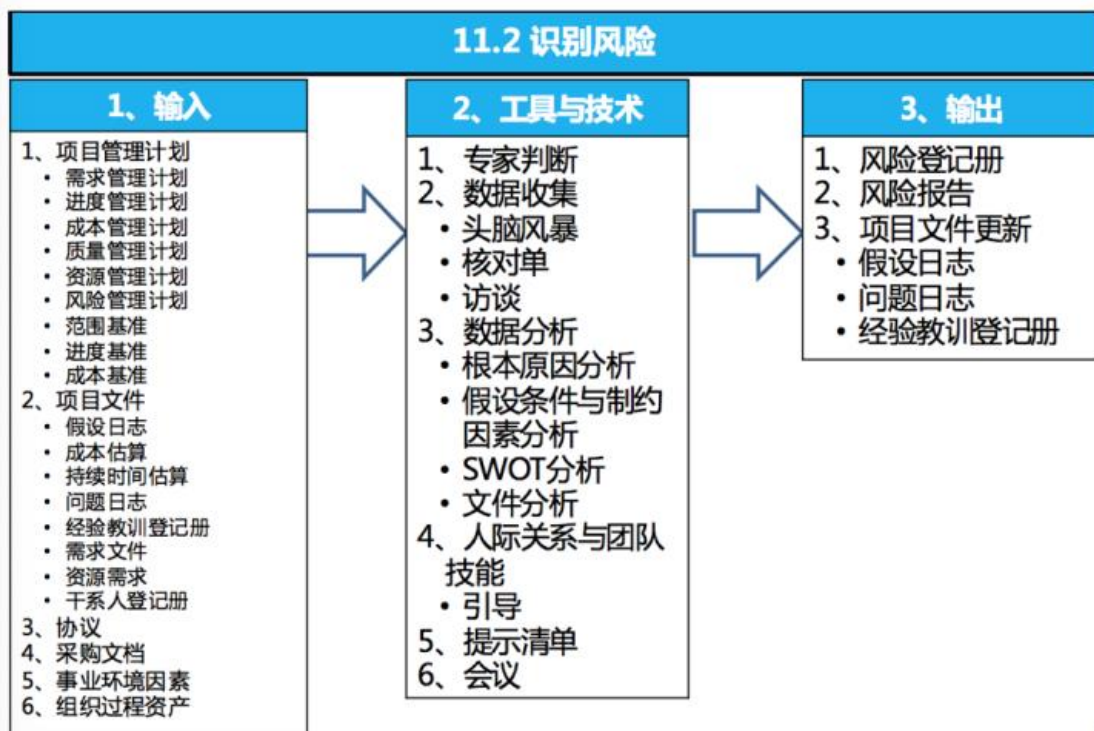 11.2 识别风险
1、输入
1、项目管理计划
• 需求管理计划
• 进度管理计划
• 成本管理计划
• 质量管理计划
• 资源管理计划
• 风险管理计划
• 范围基准
• 进度基准
• 成本基准
2、项目文件
• 假设日志
• 成本估算
• 持续时间估算
• 问题日志
• 经验教训登记册
• 需求文件
• 资源需求
• 干系人登记册
3、协议
4、采购文档
5、事业环境因素
6、组织过程资产
2、工具与技术
1、专家判断
2、数据收集
• 头脑风暴
• 核对单
• 访谈
3、数据分析
• 根本原因分析
• 假设条件与制约
因素分析
• SWOT分析
• 文件分析
4、人际关系与团队
技能
• 引导
5、提示清单
6、会议
3、输出
1、风险登记册
2、风险报告
3、项目文件更新
• 假设日志
• 问题日志
• 经验教训登记册